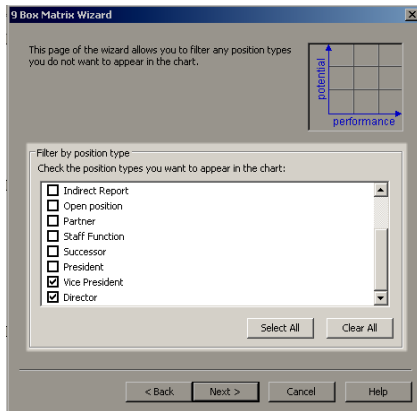 9 Box Matrix Wizard
This page of the wizard allows you to filter any position types
you do not want to appear in the chart.
potential
performance
Filter by position type
Check the position types you want to appear in the chart:
Indirect Report
Open position
Partner
Staff Function
Successor
President
Vice President
Director
Select All
Clear All
< Back
Next >
Cancel
Help